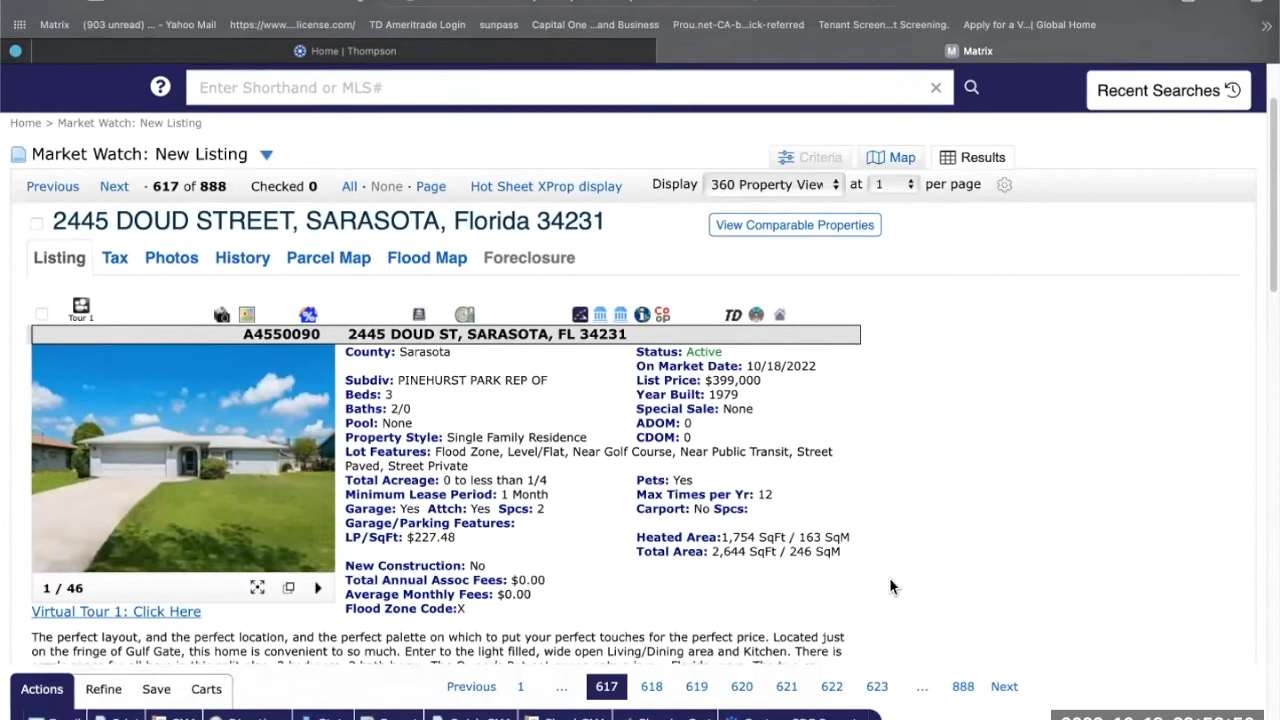 Matrix (903 unread) ... - Yahoo Mail https://www....license.com/ TD Ameritrade Login sunpass Capital One ...and Business Prou.net-CA-b...ick-referred Tenant Screen...t Screening. Apply for a V...| Global Home
Home | Thompson M Matrix
? Enter Shorthand or MLS# Recent Searches
Home > Market Watch: New Listing
Market Watch: New Listing Criteria Map Results
Previous Next · 617 of 888 Checked 0 All · None · Page Hot Sheet XProp display Display 360 Property View at 1 per page
2445 DOUD STREET, SARASOTA, Florida 34231 View Comparable Properties
Listing Tax Photos History Parcel Map Flood Map Foreclosure
Tour 1 CO OP TD
A4550090 2445 DOUD ST, SARASOTA, FL 34231
County: Sarasota Status: Active
On Market Date: 10/18/2022
Subdiv: PINEHURST PARK REP OF List Price: $399,000
Beds: 3 Year Built: 1979
Baths: 2/0 Special Sale: None
Pool: None ADOM: 0
Property Style: Single Family Residence CDOM: 0
Lot Features: Flood Zone, Level/Flat, Near Golf Course, Near Public Transit, Street
Paved, Street Private
Total Acreage: 0 to less than 1/4 Pets: Yes
Minimum Lease Period: 1 Month Max Times per Yr: 12
Garage: Yes Attch: Yes Spcs: 2 Carport: No Spcs:
Garage/Parking Features:
LP/SqFt: $227.48 Heated Area:1,754 SqFt / 163 SqM
Total Area: 2,644 SqFt / 246 SqM
New Construction: No
Total Annual Assoc Fees: $0.00
1 / 46 Average Monthly Fees: $0.00
Virtual Tour 1: Click Here Flood Zone Code:X
The perfect layout, and the perfect location, and the perfect palette on which to put your perfect touches for the perfect price. Located just
on the fringe of Gulf Gate, this home is convenient to so much. Enter to the light filled, wide open Living/Dining area and Kitchen. There is
Actions Refine Save Carts Previous 1 ... 617 618 619 620 621 622 623 ... 888 Next